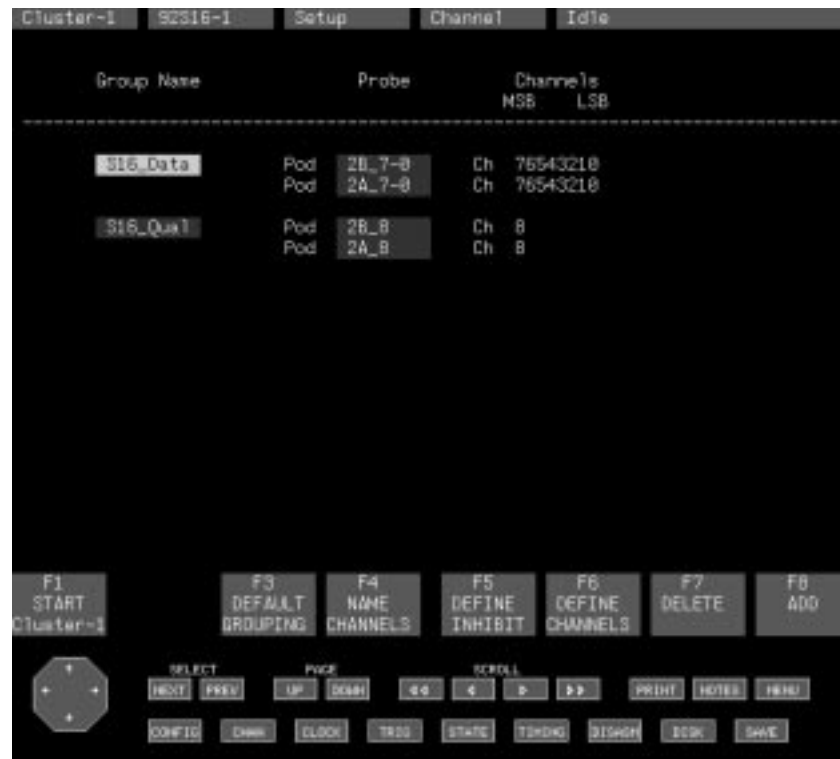 Cluster-1 92S16-1 Setup Channel Idle
Group Name Probe Channels
MSB LSB
S16_Data Pod 2B_7-0 Ch 76543210
Pod 2A_7-0 Ch 76543210
S16_Qual Pod 2B_8 Ch 8
Pod 2A_8 Ch 8
F1 F3 F4 F5 F6 F7 F8
START DEFAULT NAME DEFINE DEFINE DELETE ADD
Cluster-1 GROUPING CHANNELS INHIBIT CHANNELS
SELECT PAGE SCROLL
NEXT PREV UP DOWN PRINT NOTES MENU
CONFIG CHAN CLOCK TRIG STATE TIMING DISASM DISK SAVE